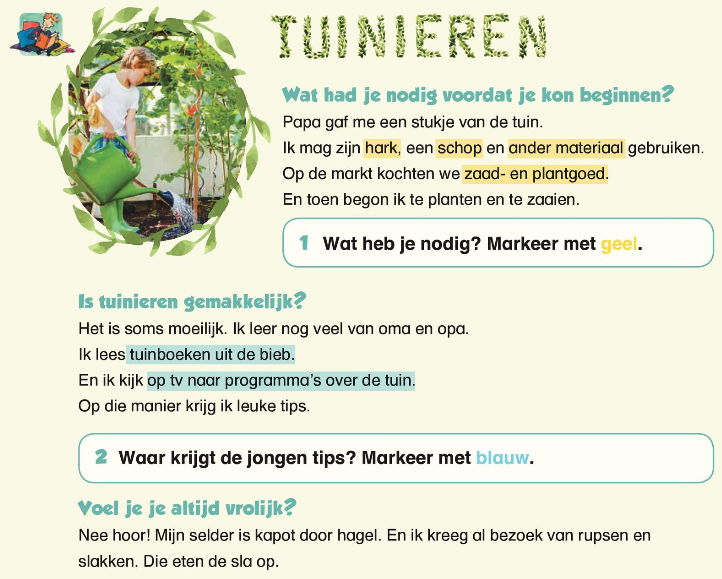 TUINIEREN
Wat had je nodig voordat je kon beginnen?
Papa gaf me een stukje van de tuin.
Ik mag zijn hark, een schop en ander materiaal gebruiken.
Op de markt kochten we zaad- en plantgoed.
En toen begon ik te planten en te zaaien.
1 Wat heb je nodig? Markeer met geel.
Is tuinieren gemakkelijk?
Het is soms moeilijk. Ik leer nog veel van oma en opa.
Ik lees tuinboeken uit de bieb.
En ik kijk op tv naar programma's over de tuin.
Op die manier krijg ik leuke tips.
2 Waar krijgt de jongen tips? Markeer met blauw.
Voel je je altijd vrolijk?
Nee hoor! Mijn selder is kapot door hagel. En ik kreeg al bezoek van rupsen en
slakken. Die eten de sla op.